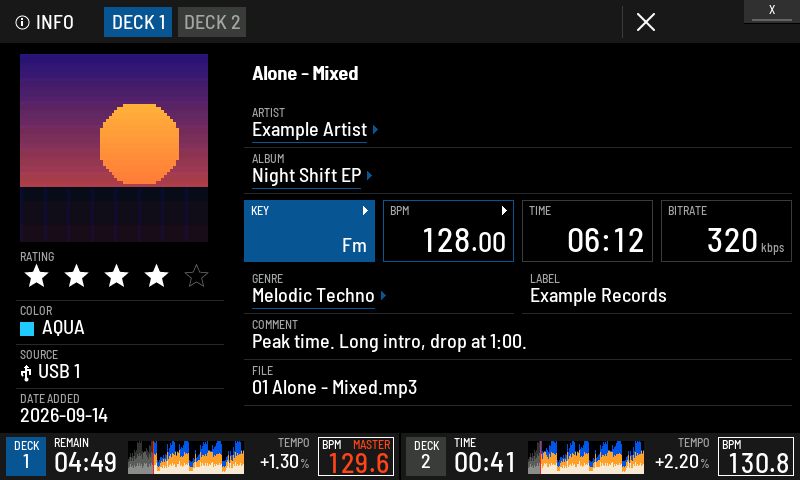 INFO
DECK 1
DECK 2
X
Alone - Mixed
ARTIST
Example Artist
ALBUM
Night Shift EP
KEY
Fm
BPM
128.00
TIME
06:12
BITRATE
320 kbps
RATING
GENRE
Melodic Techno
LABEL
Example Records
COLOR
AQUA
COMMENT
Peak time. Long intro, drop at 1:00.
SOURCE
USB 1
FILE
01 Alone - Mixed.mp3
DATE ADDED
2026-09-14
DECK 1
REMAIN
04:49
TEMPO
+1.30%
BPM MASTER
129.6
DECK 2
TIME
00:41
TEMPO
+2.20%
BPM
130.8